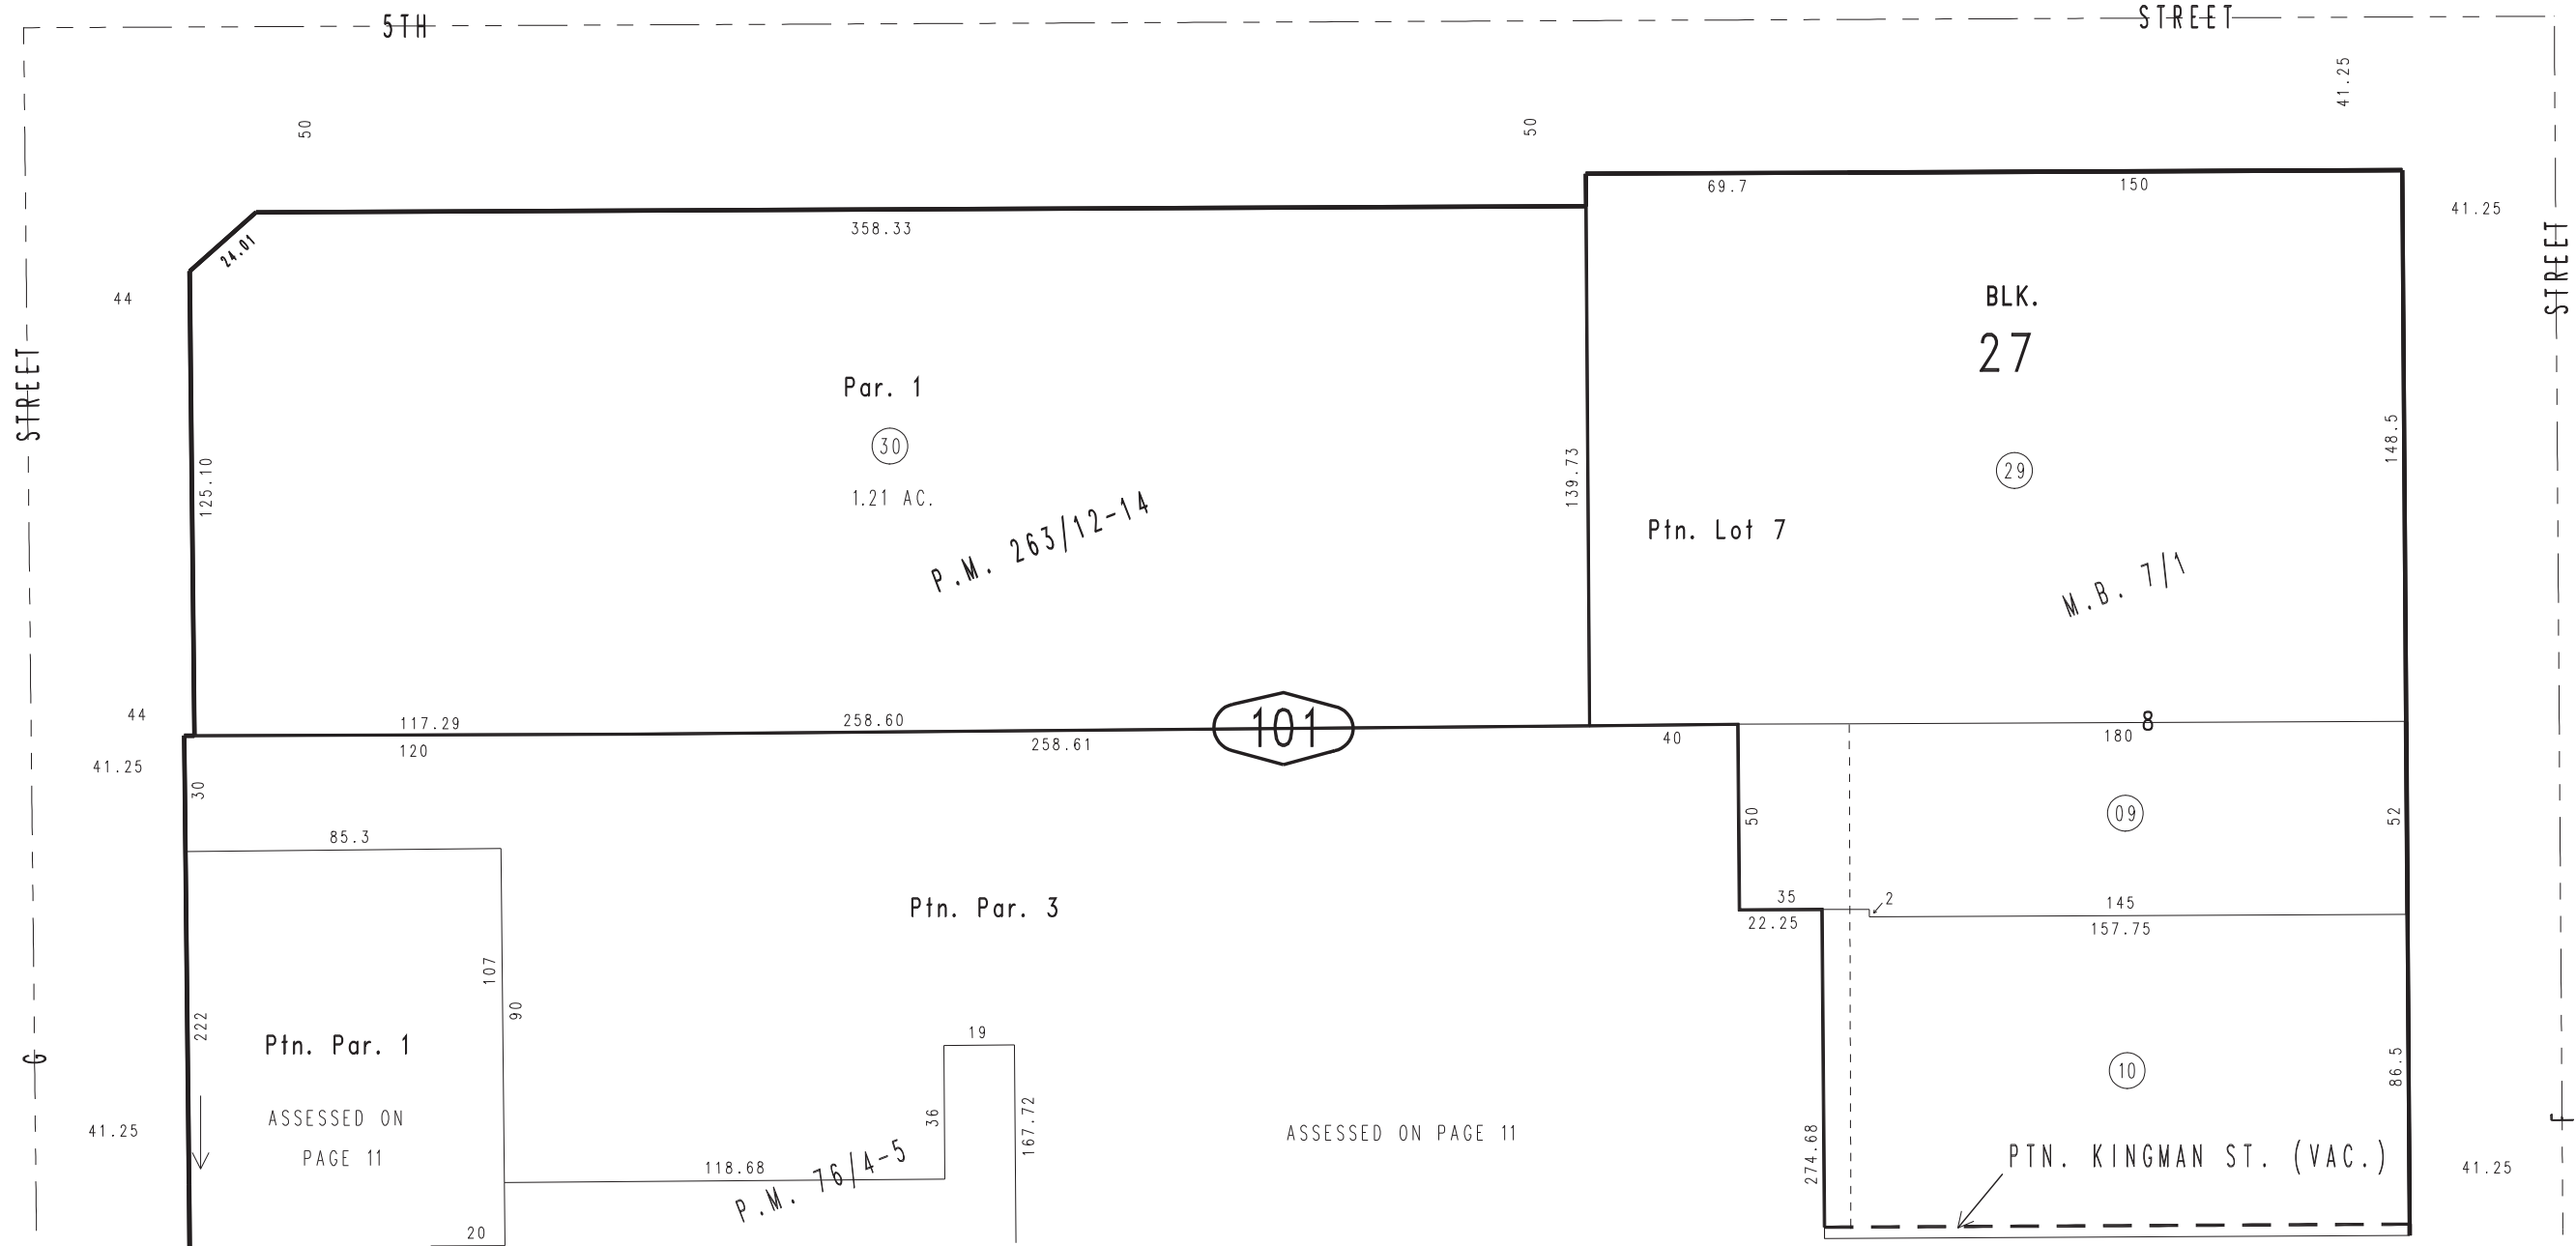 5TH
STREET
41.25
50
50
69.7
150
41.25
358.33
24.01
STREET
44
BLK.
27
STREET
Par. 1
30
1.21 AC.
125.10
139.73
148.5
29
P.M. 263/12-14
Ptn. Lot 7
M.B. 7/1
44
117.29
258.60
101
8
120
258.61
40
180
41.25
30
50
09
52
85.3
Ptn. Par. 3
35
2
145
22.25
157.75
107
90
222
Ptn. Par. 1
19
G
10
86.5
ASSESSED ON
PAGE 11
41.25
36
167.72
ASSESSED ON PAGE 11
274.68
F
PTN. KINGMAN ST. (VAC.)
41.25
118.68
P.M. 76/4-5
20